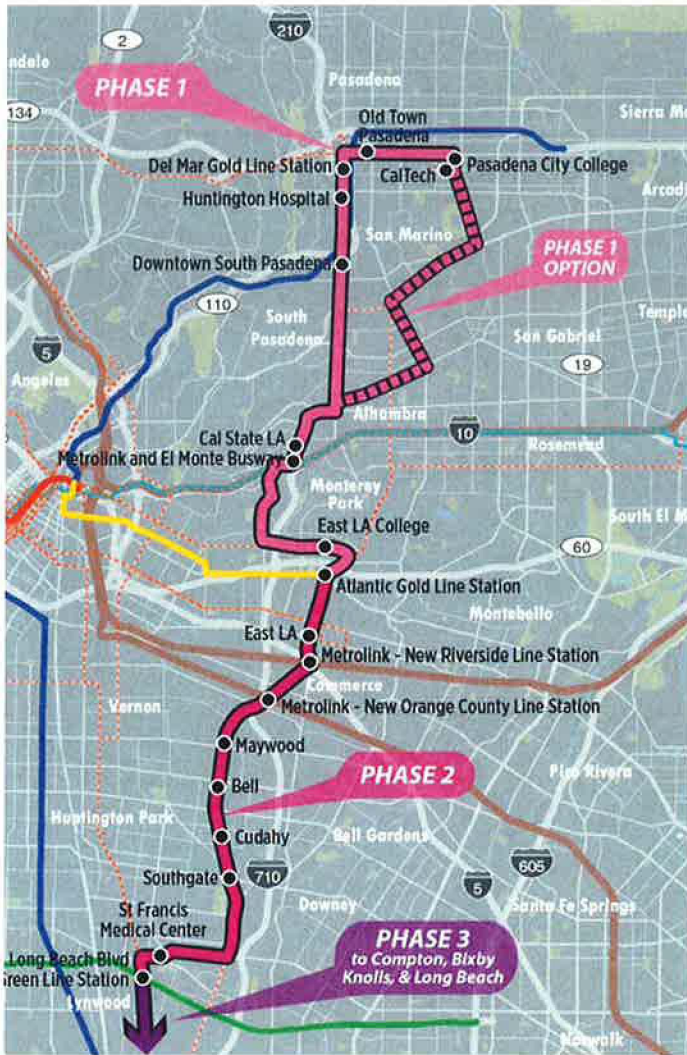 210
2
ndale
Pasadena
PHASE 1
134
Old Town
Pasadena
Sierra Ma
Del Mar Gold Line Station
Pasadena City College
CalTech
Huntington Hospital
Arcad
San Marino
PHASE 1
OPTION
Downtown South Pasadena
110
South
Pasadena
Temple
San Gabriel
5
19
Angeles
Alhambra
Cal State LA
10
Rosemead
Metrolink and El Monte Busway
Monterey
Park
South El M
East LA College
60
Atlantic Gold Line Station
Montebello
East LA
Metrolink - New Riverside Line Station
Commerce
Vernon
Metrolink - New Orange County Line Station
Maywood
PHASE 2
Pico Rivera
Bell
Huntington Park
Cudahy
Bell Gardens
605
710
Southgate
5
Downey
Santa Fe Springs
St Francis
Medical Center
PHASE 3
to Compton, Bixby
Knolls, & Long Beach
Long Beach Blvd
Green Line Station
Lynwood
Norwalk